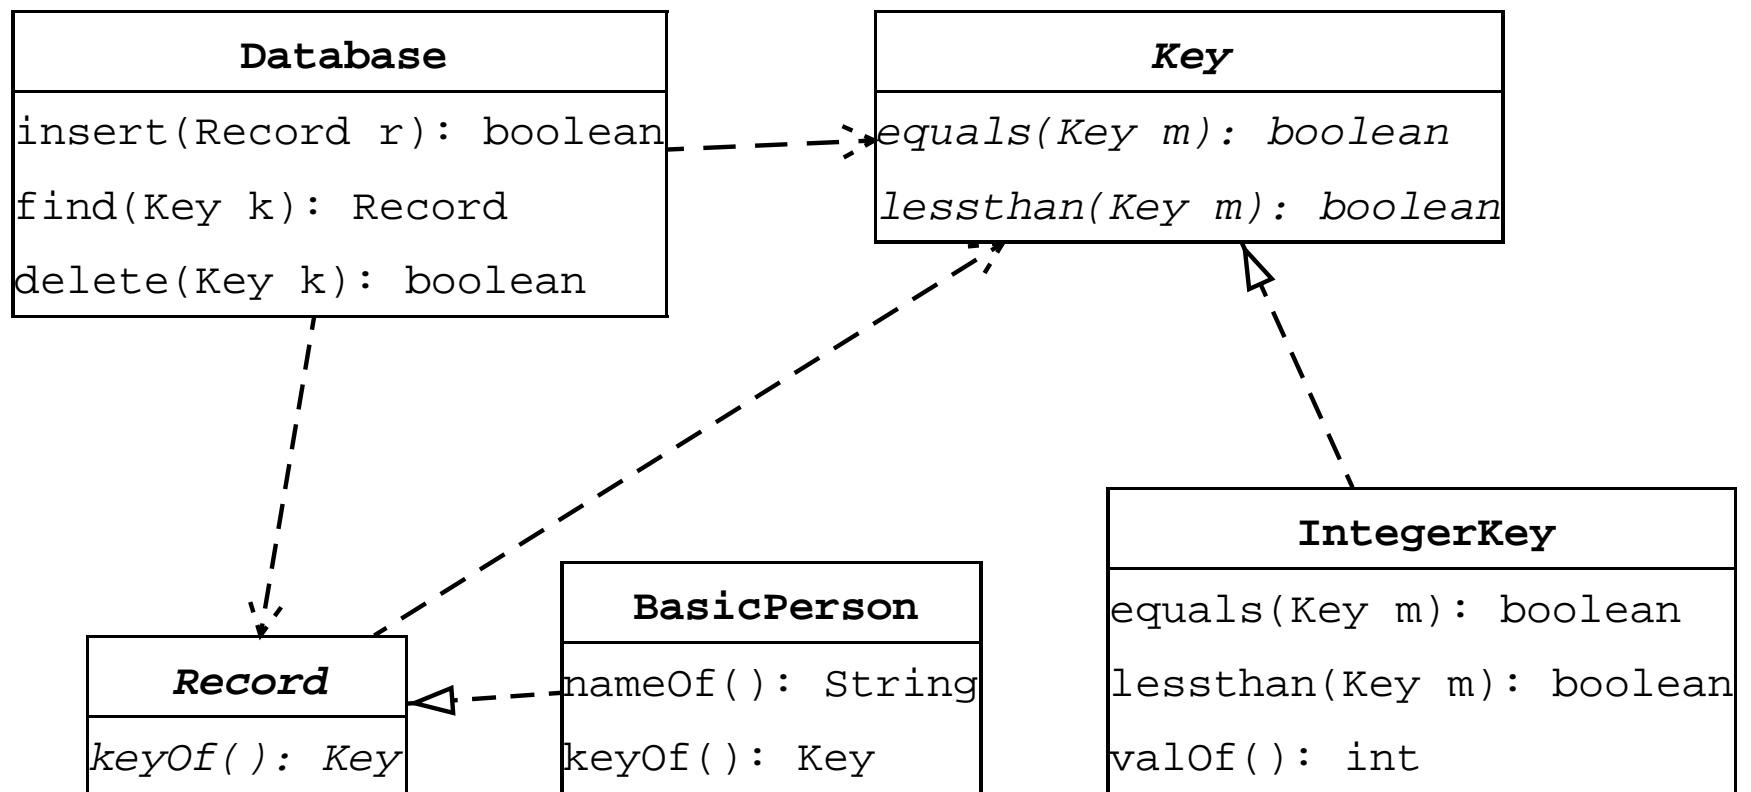 Database
insert(Record r): boolean
find(Key k): Record
delete(Key k): boolean
Key
equals(Key m): boolean
lessthan(Key m): boolean
Record
keyOf(): Key
BasicPerson
nameOf(): String
keyOf(): Key
IntegerKey
equals(Key m): boolean
lessthan(Key m): boolean
valOf(): int